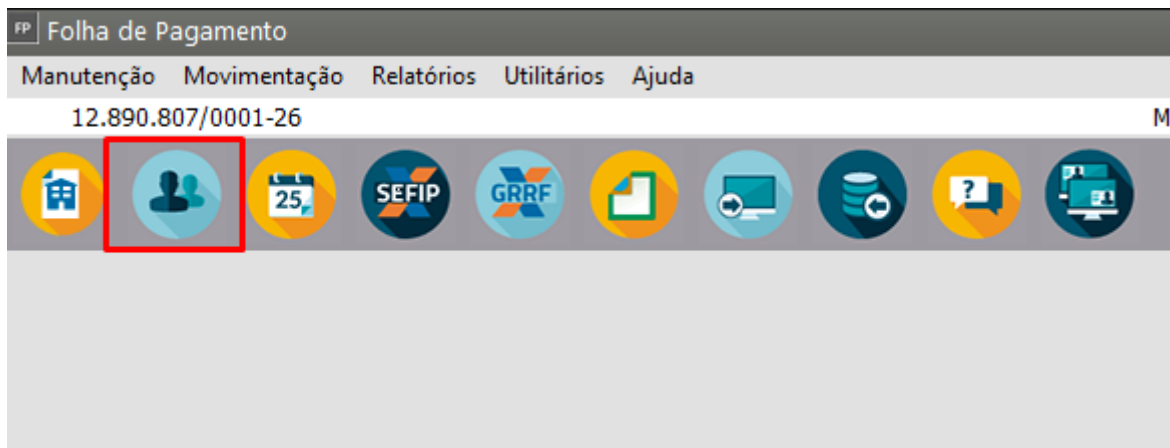 FP Folha de Pagamento
Manutenção Movimentação Relatórios Utilitários Ajuda
12.890.807/0001-26 M
25 SEFIP GRRF ?